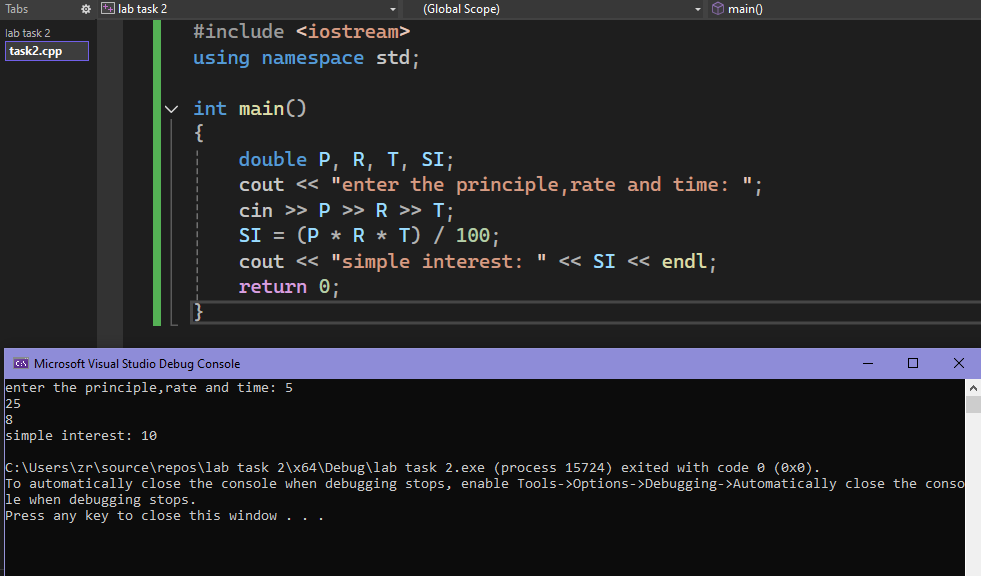 Tabs
lab task 2
(Global Scope)
main()
lab task 2
task2.cpp
#include <iostream>
using namespace std;
int main()
{
double P, R, T, SI;
cout << "enter the principle,rate and time: ";
cin >> P >> R >> T;
SI = (P * R * T) / 100;
cout << "simple interest: " << SI << endl;
return 0;
}
Microsoft Visual Studio Debug Console
enter the principle,rate and time: 5
25
8
simple interest: 10
C:\Users\zr\source\repos\lab task 2\x64\Debug\lab task 2.exe (process 15724) exited with code 0 (0x0).
To automatically close the console when debugging stops, enable Tools->Options->Debugging->Automatically close the conso
le when debugging stops.
Press any key to close this window . . .